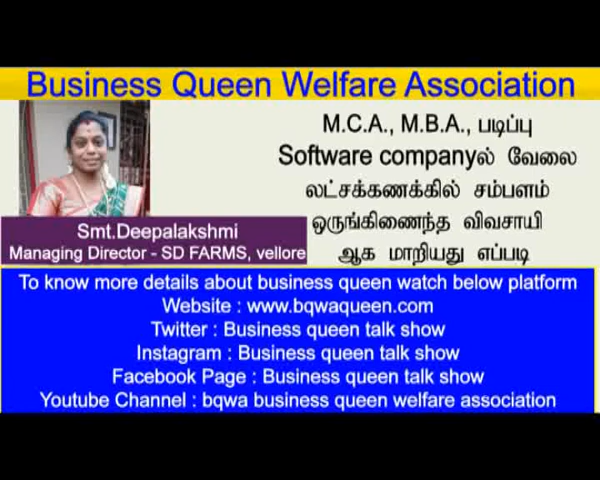 Business Queen Welfare Association
M.C.A., M.B.A., படிப்பு
Software companyல் வேலை
லட்சக்கணக்கில் சம்பளம்
ஒருங்கிணைந்த விவசாயி
ஆக மாறியது எப்படி
Smt.Deepalakshmi
Managing Director - SD FARMS, vellore
To know more details about business queen watch below platform
Website : www.bqwaqueen.com
Twitter : Business queen talk show
Instagram : Business queen talk show
Facebook Page : Business queen talk show
Youtube Channel : bqwa business queen welfare association